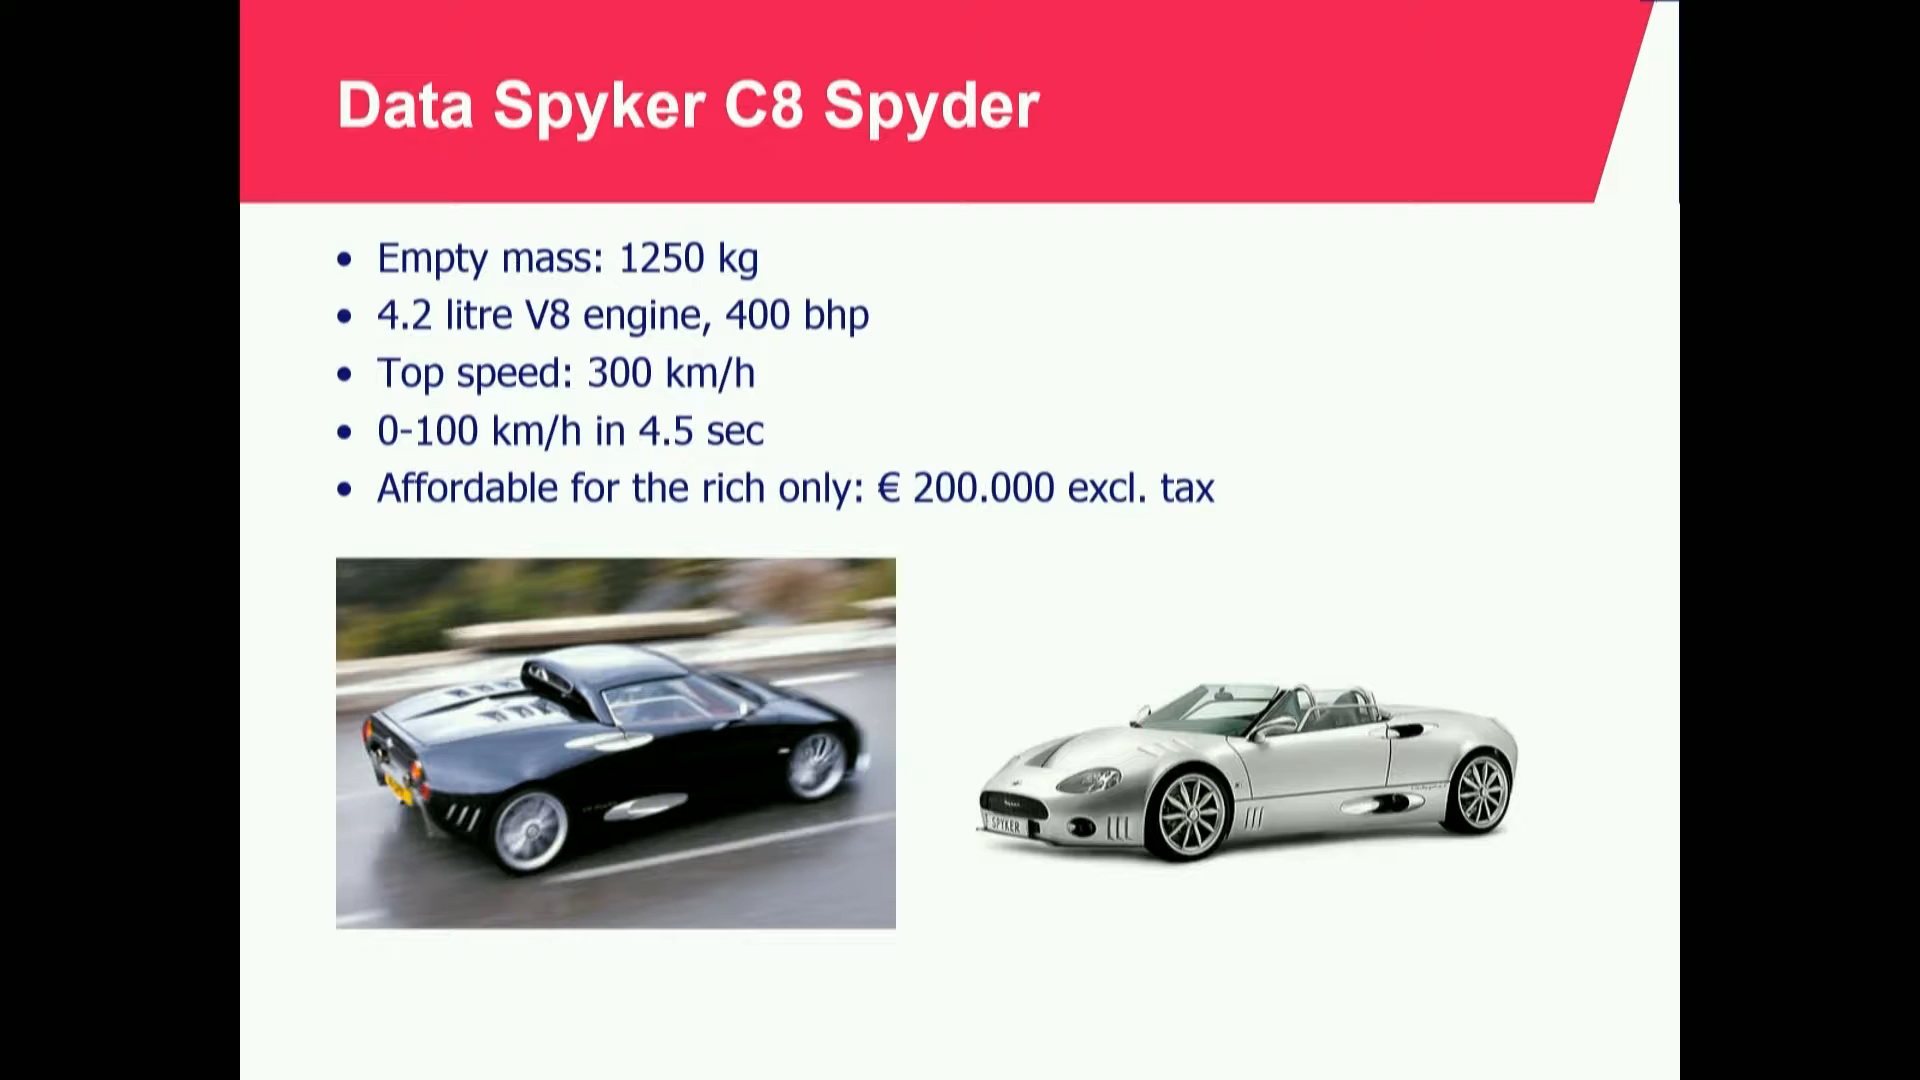 Data Spyker C8 Spyder
• Empty mass: 1250 kg
• 4.2 litre V8 engine, 400 bhp
• Top speed: 300 km/h
• 0-100 km/h in 4.5 sec
• Affordable for the rich only: € 200.000 excl. tax
SPYKER